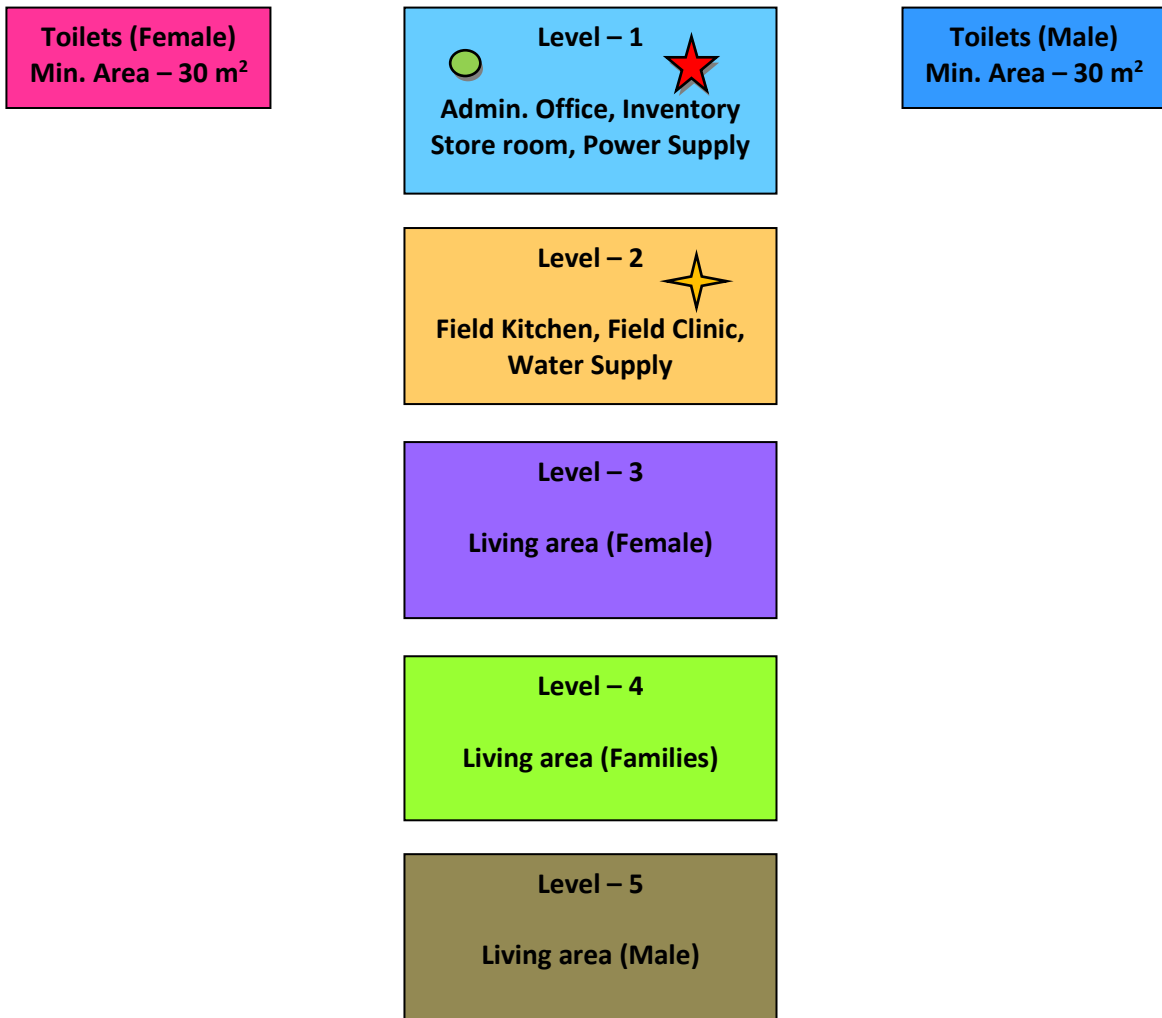 Toilets (Female)
Min. Area – 30 m²
Level – 1
Admin. Office, Inventory
Store room, Power Supply
Toilets (Male)
Min. Area – 30 m²
Level – 2
Field Kitchen, Field Clinic,
Water Supply
Level – 3
Living area (Female)
Level – 4
Living area (Families)
Level – 5
Living area (Male)